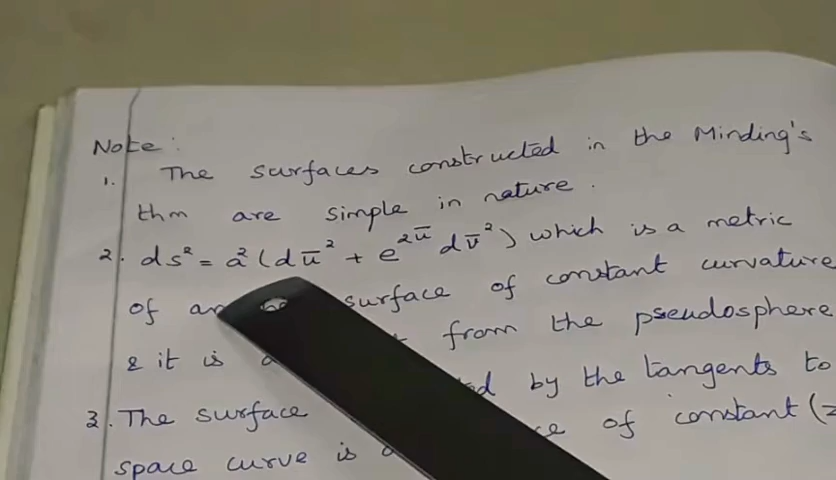 Note:
1. The surfaces constructed in the Minding's
thm are simple in nature.
2. ds² = a²(dū² + e^{2ū} dv̄²) which is a metric
of surface of constant curvature
& it is from the pseudosphere
3. The surface by the tangents to
space curve is of constant (z